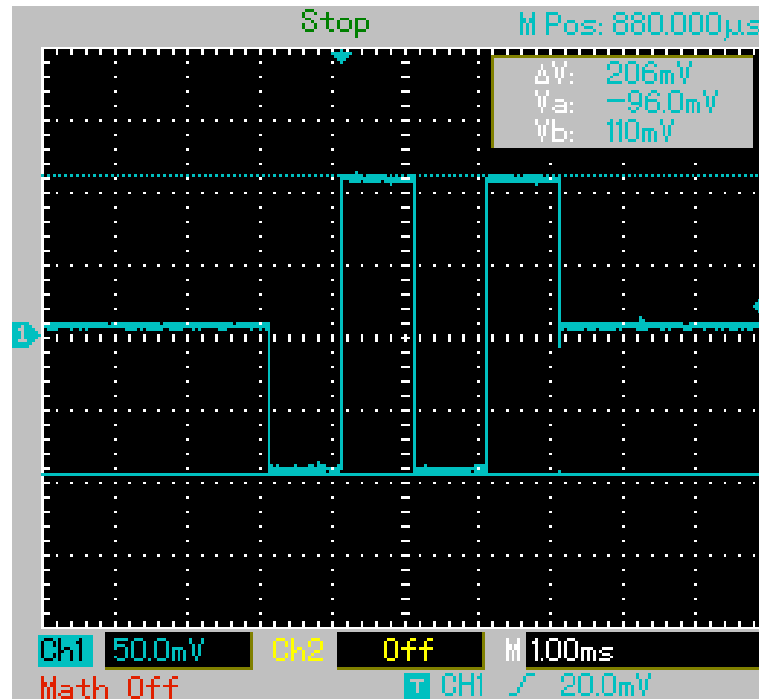 Stop M Pos: 880.000µs
ΔV: 206mV
Va: -96.0mV
Vb: 110mV
1
Ch1 50.0mV Ch2 Off M 1.00ms
Math Off T CH1 20.0mV